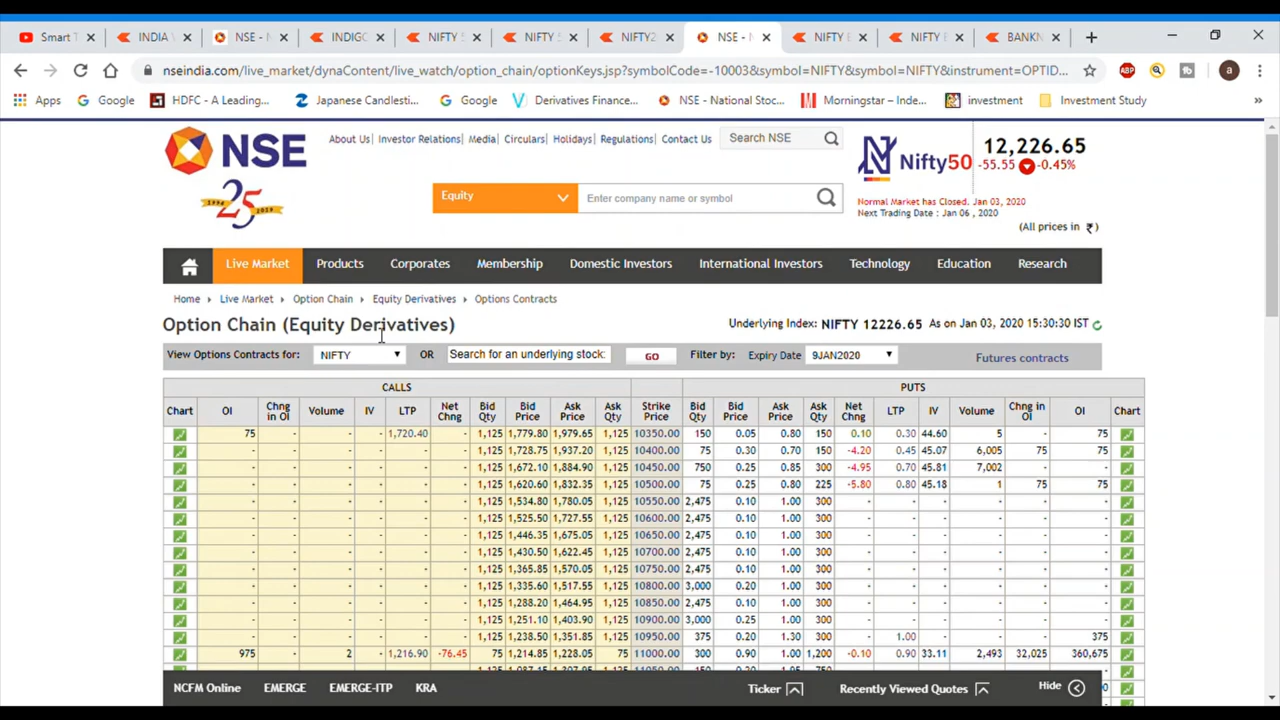 Smart T
INDIA V
NSE - N
INDIGO
NIFTY 5
NIFTY 5
NIFTY2
NSE - N
NIFTY E
NIFTY E
BANKN
nseindia.com/live_market/dynaContent/live_watch/option_chain/optionKeys.jsp?symbolCode=-10003&symbol=NIFTY&symbol=NIFTY&instrument=OPTID...
ABP
a
Apps Google HDFC - A Leading... Japanese Candlesti... Google Derivatives Finance... NSE - National Stoc... Morningstar – Inde... investment Investment Study
NSE
25
About Us| Investor Relations| Media| Circulars| Holidays| Regulations| Contact Us
Search NSE
Equity
Enter company name or symbol
Nifty50
12,226.65
-55.55 -0.45%
Normal Market has Closed. Jan 03, 2020
Next Trading Date : Jan 06 , 2020
(All prices in ₹ )
Live Market Products Corporates Membership Domestic Investors International Investors Technology Education Research
Home Live Market Option Chain Equity Derivatives Options Contracts
Option Chain (Equity Derivatives)
Underlying Index: NIFTY 12226.65 As on Jan 03, 2020 15:30:30 IST
View Options Contracts for: NIFTY OR Search for an underlying stock: GO Filter by: Expiry Date 9JAN2020 Futures contracts
CALLS PUTS
Chart OI Chng in OI Volume IV LTP Net Chng Bid Qty Bid Price Ask Price Ask Qty Strike Price Bid Qty Bid Price Ask Price Ask Qty Net Chng LTP IV Volume Chng in OI OI Chart
75 - - - 1,720.40 - 1,125 1,779.80 1,979.65 1,125 10350.00 150 0.05 0.80 150 0.10 0.30 44.60 5 - 75
- - - - - - 1,125 1,728.75 1,937.20 1,125 10400.00 75 0.30 0.70 150 -4.20 0.45 45.07 6,005 75 75
- - - - - - 1,125 1,672.10 1,884.90 1,125 10450.00 750 0.25 0.85 300 -4.95 0.70 45.81 7,002 - -
- - - - - - 1,125 1,620.60 1,832.35 1,125 10500.00 75 0.25 0.80 225 -5.80 0.80 45.18 1 75 75
- - - - - - 1,125 1,534.80 1,780.05 1,125 10550.00 2,475 0.10 1.00 300 - - - - - -
- - - - - - 1,125 1,525.50 1,727.55 1,125 10600.00 2,475 0.10 1.00 300 - - - - - -
- - - - - - 1,125 1,446.35 1,675.05 1,125 10650.00 2,475 0.10 1.00 300 - - - - - -
- - - - - - 1,125 1,430.50 1,622.45 1,125 10700.00 2,475 0.10 1.00 300 - - - - - -
- - - - - - 1,125 1,365.85 1,570.05 1,125 10750.00 2,475 0.10 1.00 300 - - - - - -
- - - - - - 1,125 1,335.60 1,517.55 1,125 10800.00 3,000 0.20 1.00 300 - - - - - -
- - - - - - 1,125 1,288.20 1,464.95 1,125 10850.00 2,475 0.10 1.00 300 - - - - - -
- - - - - - 1,125 1,251.10 1,403.90 1,125 10900.00 3,000 0.25 1.00 300 - - - - - -
- - - - - - 1,125 1,238.50 1,351.85 1,125 10950.00 375 0.20 1.30 300 - 1.00 - - - 375
975 - 2 - 1,216.90 -76.45 75 1,214.85 1,228.05 75 11000.00 300 0.90 1.00 1,200 -0.10 0.90 33.11 2,493 32,025 360,675
NCFM Online EMERGE EMERGE-ITP KRA Ticker Recently Viewed Quotes Hide